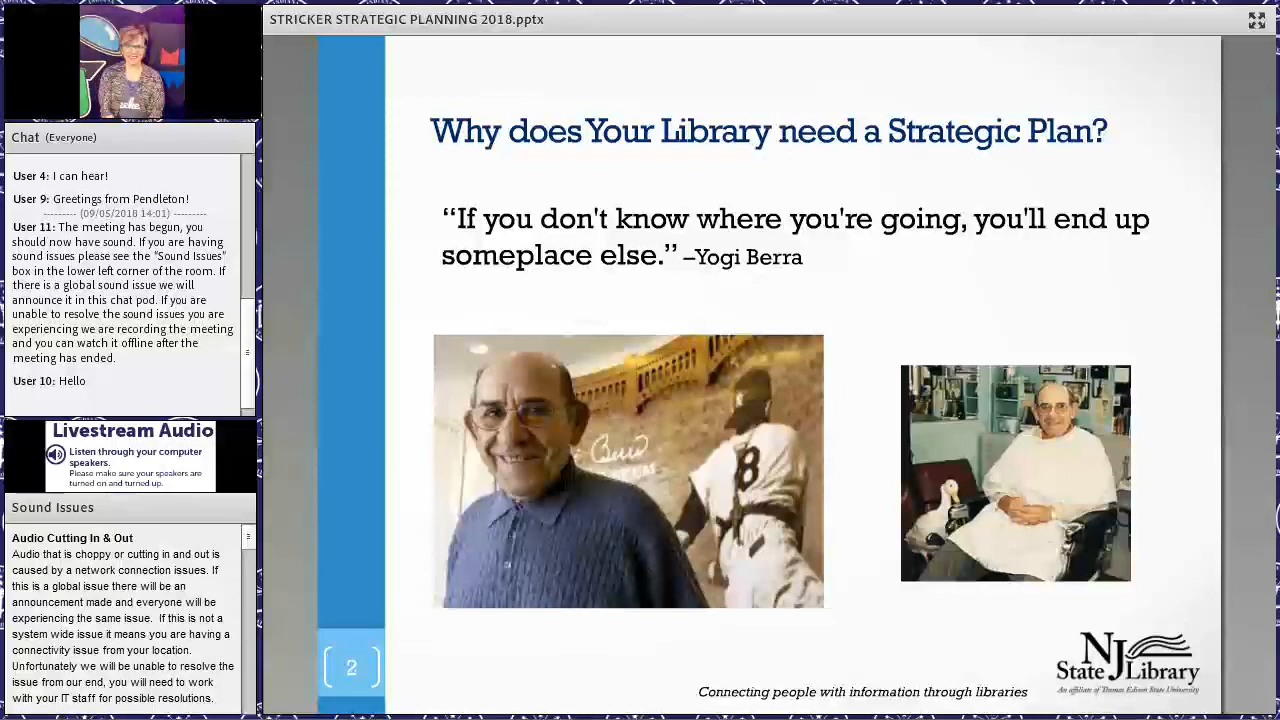 STRICKER STRATEGIC PLANNING 2018.pptx
Chat (Everyone)
User 4: I can hear!
User 9: Greetings from Pendleton!
--------- (09/05/2018 14:01) ---------
User 11: The meeting has begun, you
should now have sound. If you are having
sound issues please see the "Sound Issues"
box in the lower left corner of the room. If
there is a global sound issue we will
announce it in this chat pod. If you are
unable to resolve the sound issues you are
experiencing we are recording the meeting
and you can watch it offline after the
meeting has ended.
User 10: Hello
Livestream Audio
Listen through your computer
speakers.
Please make sure your speakers are
turned on and turned up.
Sound Issues
Audio Cutting In & Out
Audio that is choppy or cutting in and out is
caused by a network connection issues. If
this is a global issue there will be an
announcement made and everyone will be
experiencing the same issue. If this is not a
system wide issue it means you are having a
connectivity issue from your location.
Unfortunately we will be unable to resolve the
issue from our end, you will need to work
with your IT staff for possible resolutions.
Why does Your Library need a Strategic Plan?
“If you don't know where you're going, you'll end up
someplace else.” –Yogi Berra
8
2
Connecting people with information through libraries
NJ
State Library
An affiliate of Thomas Edison State University